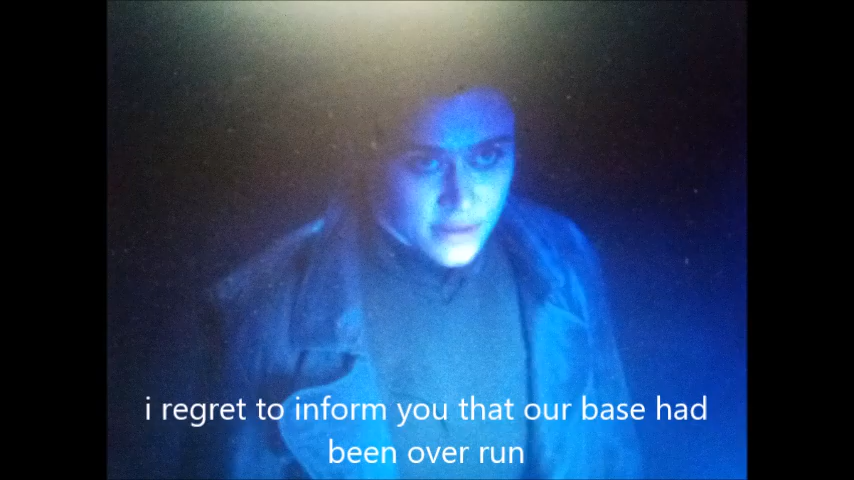 i regret to inform you that our base had
been over run